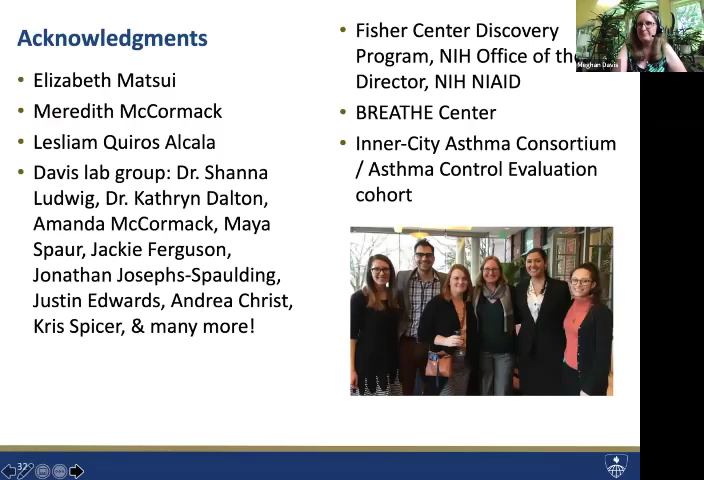 Acknowledgments
• Elizabeth Matsui
• Meredith McCormack
• Lesliam Quiros Alcala
• Davis lab group: Dr. Shanna
Ludwig, Dr. Kathryn Dalton,
Amanda McCormack, Maya
Spaur, Jackie Ferguson,
Jonathan Josephs-Spaulding,
Justin Edwards, Andrea Christ,
Kris Spicer, & many more!
• Fisher Center Discovery
Program, NIH Office of the
Director, NIH NIAID
• BREATHE Center
• Inner-City Asthma Consortium
/ Asthma Control Evaluation
cohort
Meghan Davis